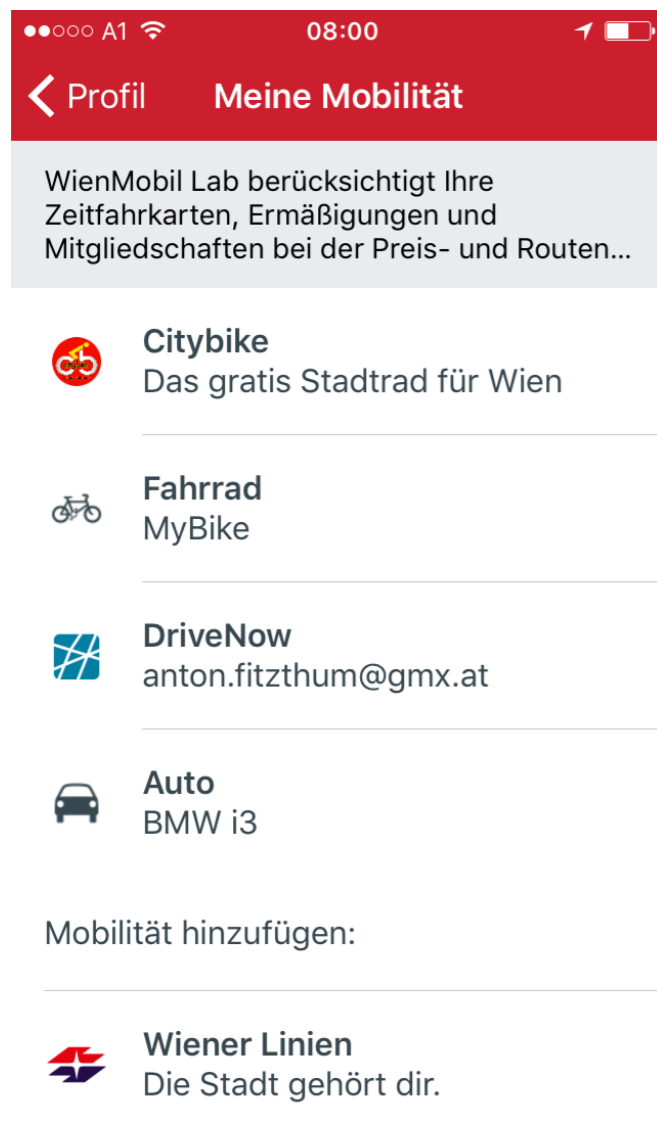 A1 08:00
Profil Meine Mobilität
WienMobil Lab berücksichtigt Ihre
Zeitfahrkarten, Ermäßigungen und
Mitgliedschaften bei der Preis- und Routen...
Citybike
Das gratis Stadtrad für Wien
Fahrrad
MyBike
DriveNow
anton.fitzthum@gmx.at
Auto
BMW i3
Mobilität hinzufügen:
Wiener Linien
Die Stadt gehört dir.